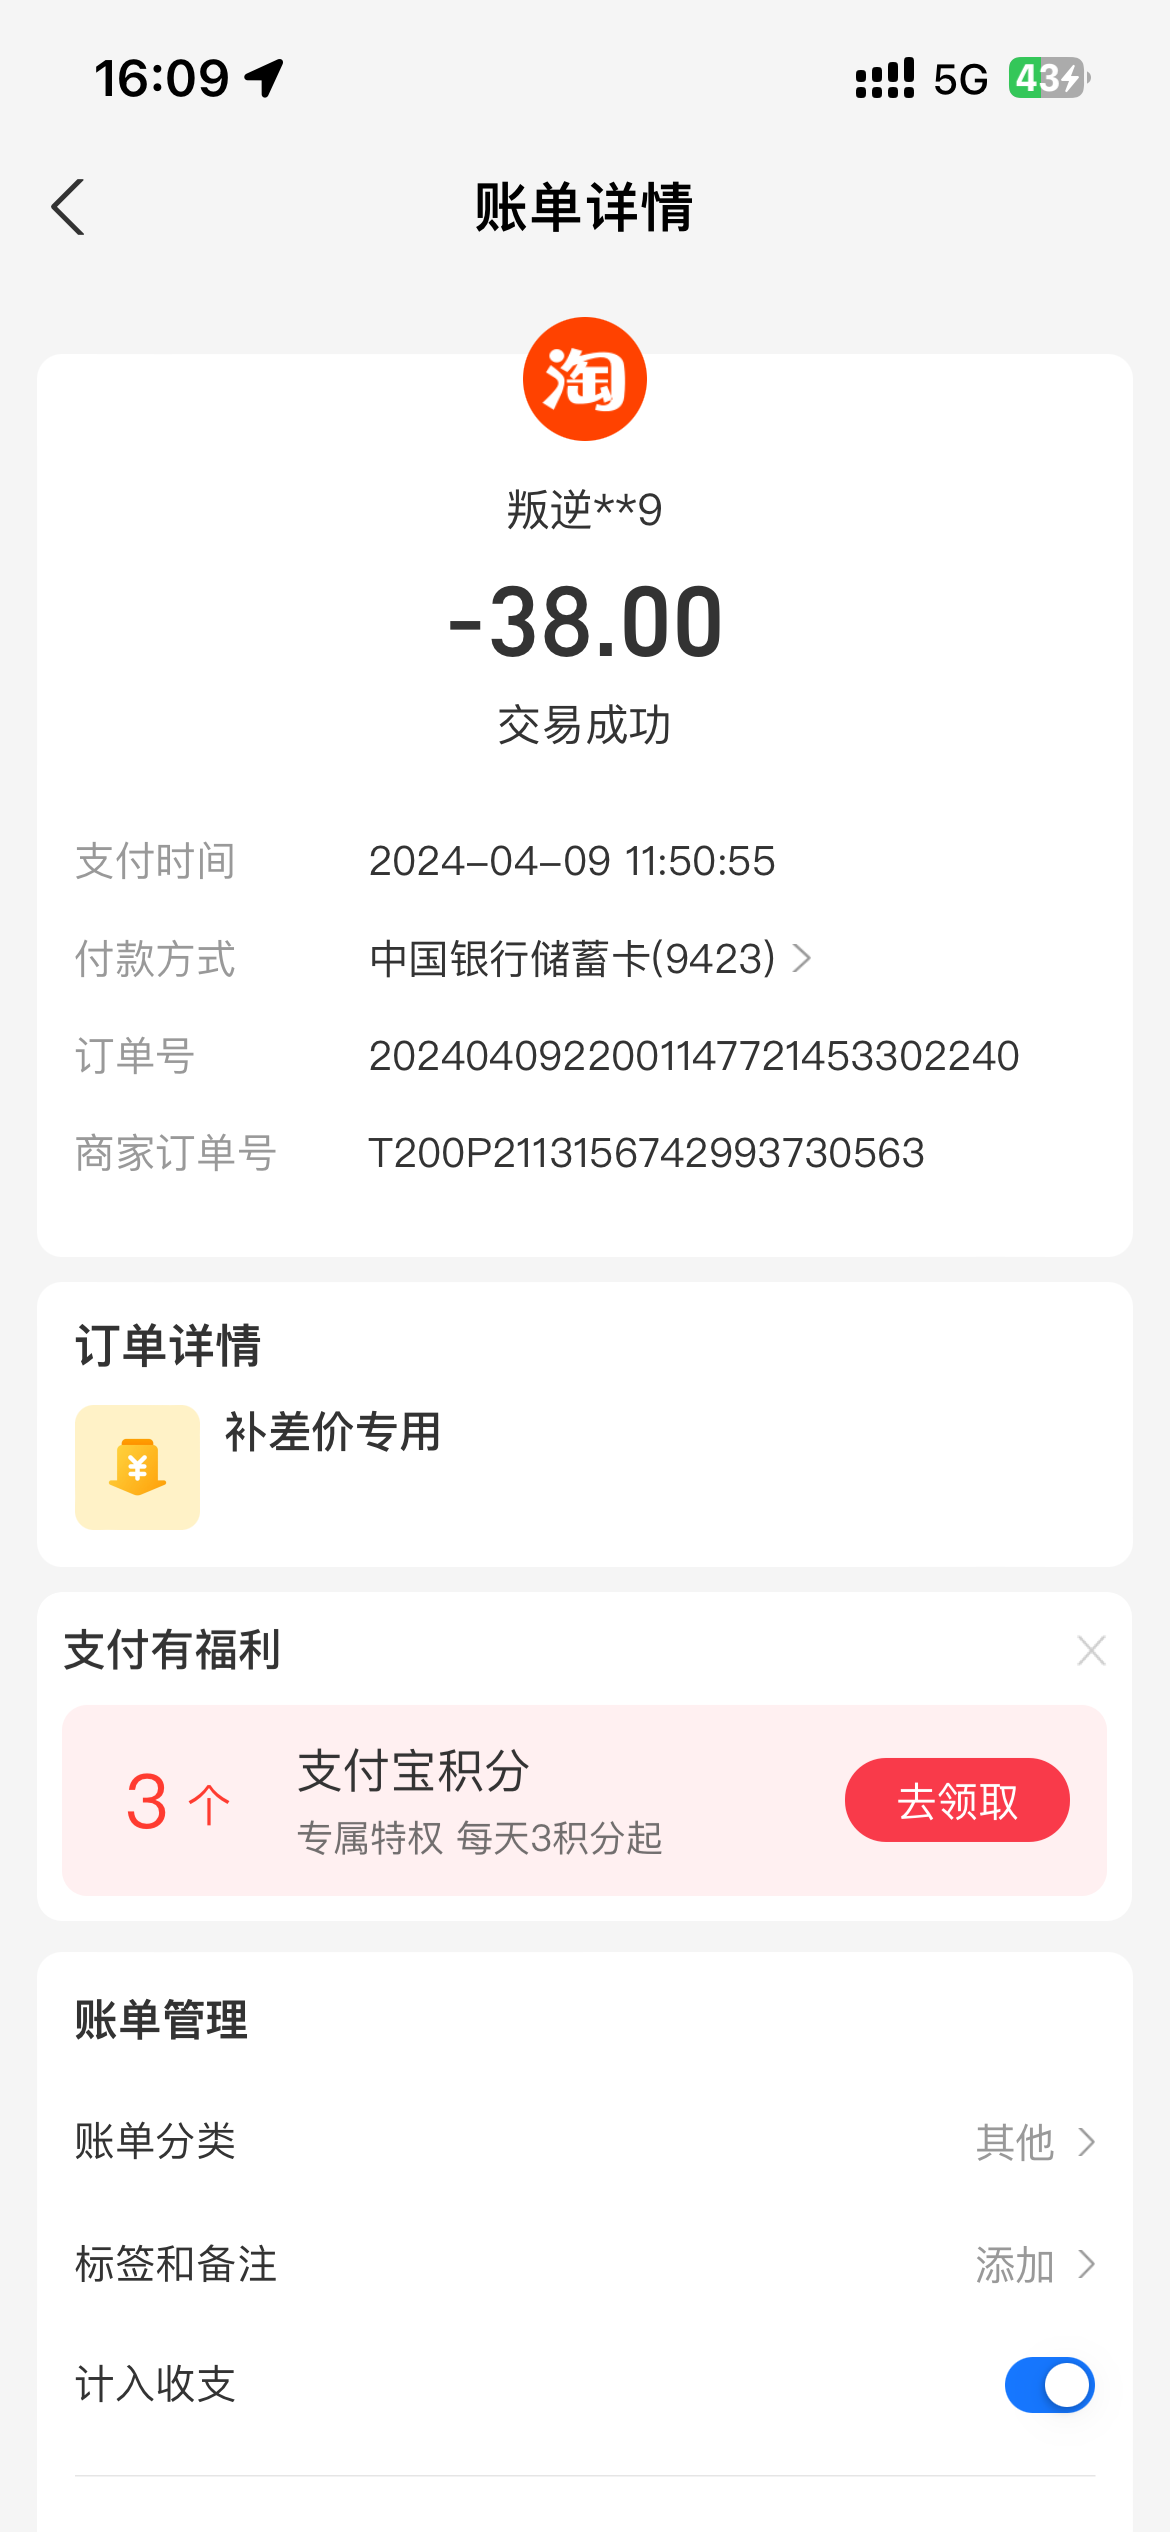 16:09 5G 43
账单详情
淘
叛逆**9
-38.00
交易成功
支付时间 2024-04-09 11:50:55
付款方式 中国银行储蓄卡(9423)
订单号 2024040922001147721453302240
商家订单号 T200P2113156742993730563
订单详情
¥ 补差价专用
支付有福利
3 个 支付宝积分 去领取
专属特权 每天3积分起
账单管理
账单分类 其他
标签和备注 添加
计入收支